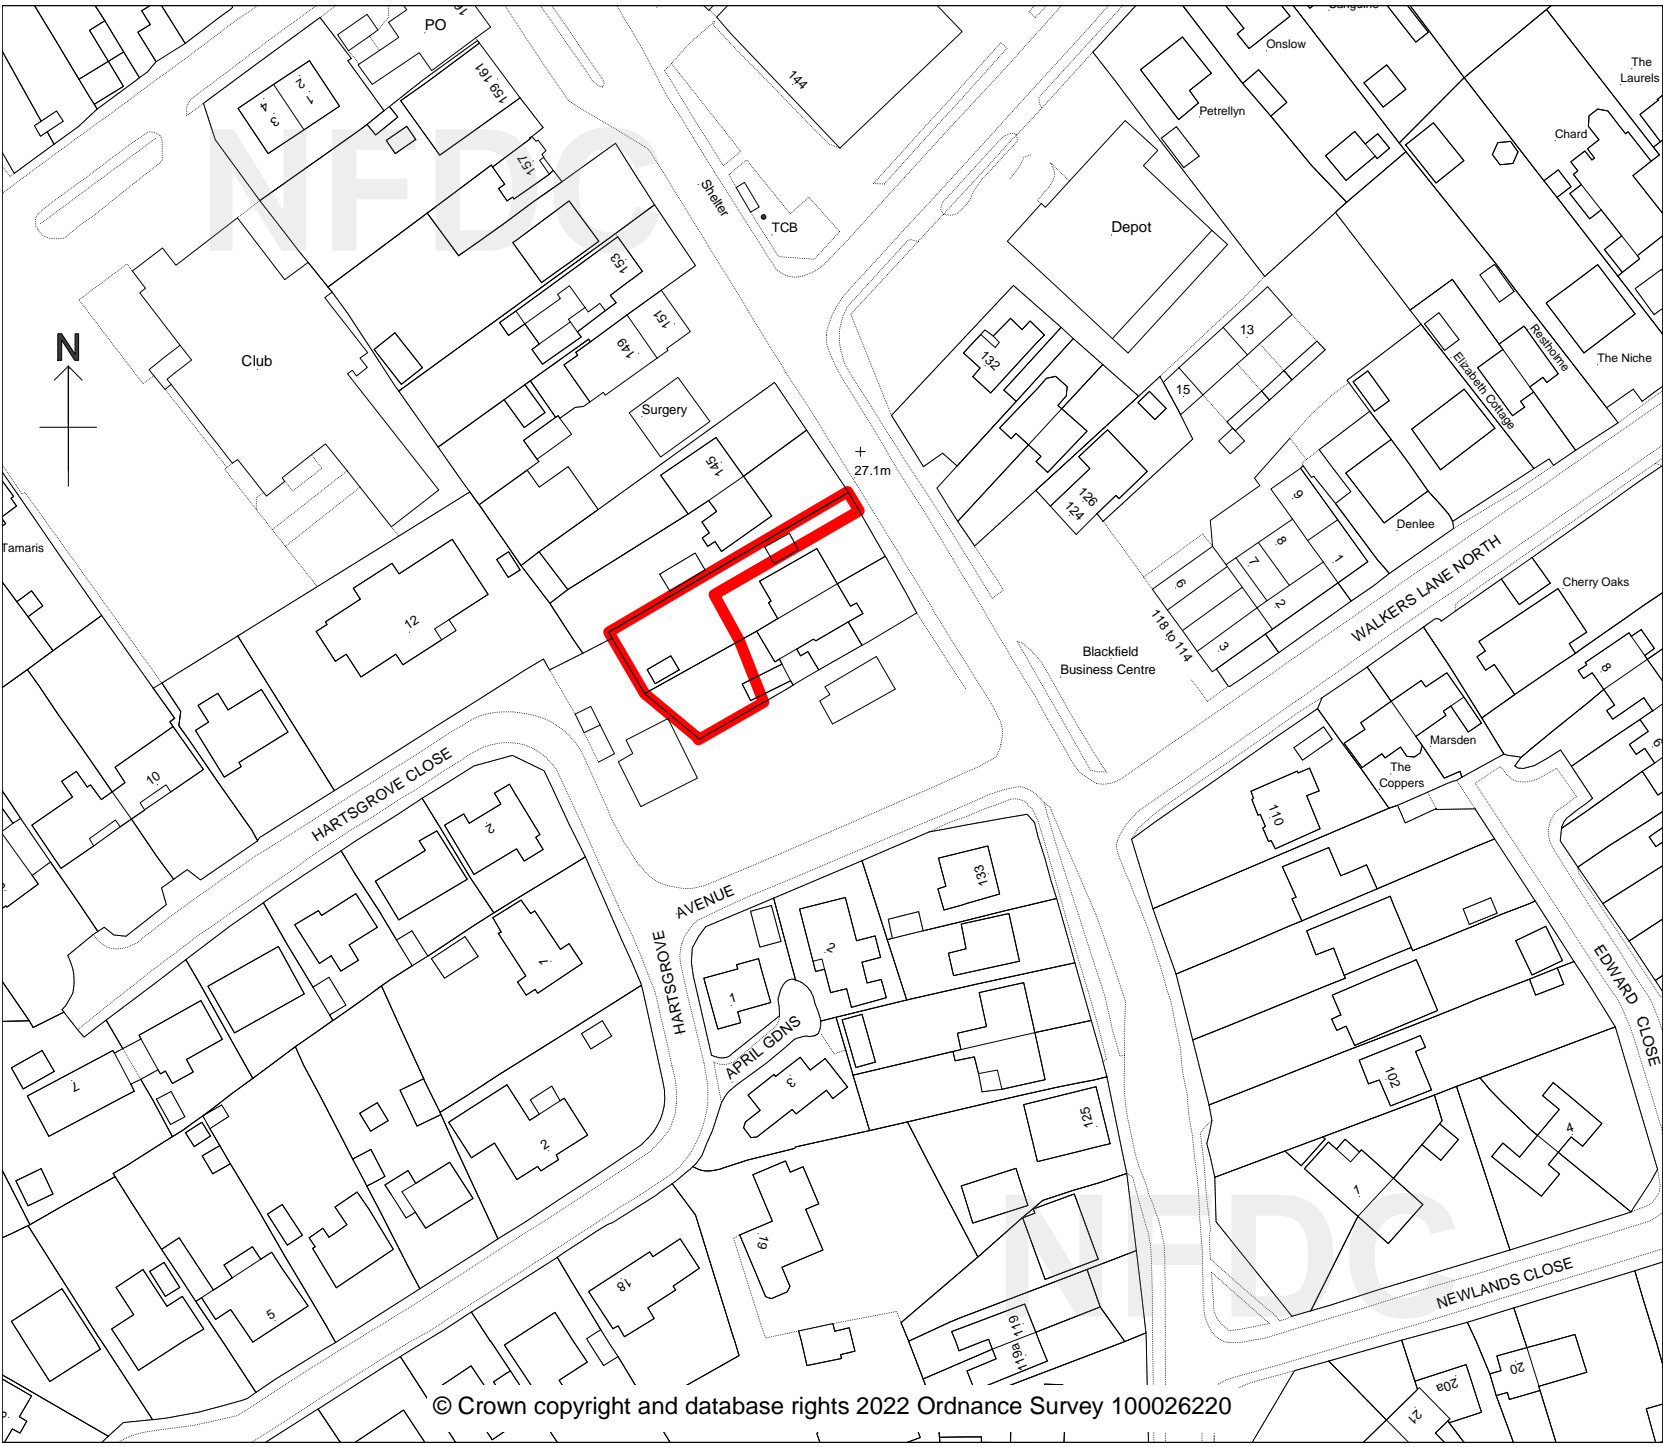 PO
Onslow
The
Laurels
144
159
161
2
1
4
3
Petrellyn
Chard
157
NFDC
Shelter
TCB
Depot
153
N
Club
151
149
13
132
Restholme
The Niche
Elizabeth Cottage
15
Surgery
145
27.1m
126
124
9
Denlee
Tamaris
8
7
1
6
2
3
118 to 114
WALKERS LANE NORTH
Cherry Oaks
12
Blackfield
Business Centre
8
6
Marsden
The
Coppers
10
HARTSGROVE CLOSE
2
110
133
AVENUE
HARTSGROVE
2
1
7
EDWARD CLOSE
APRIL GDNS
3
7
102
125
2
4
1
NFDC
19
18
5
NEWLANDS CLOSE
119
119a
20
20a
21
© Crown copyright and database rights 2022 Ordnance Survey 100026220